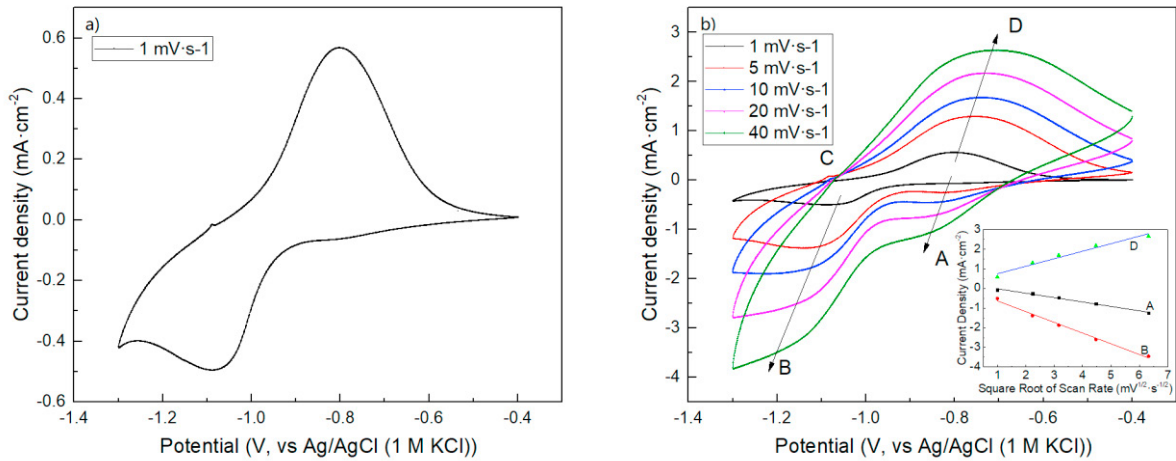 a)
1 mV·s-1
0.6
0.4
0.2
0.0
-0.2
-0.4
-0.6
Current density (mA·cm-2)
-1.4
-1.2
-1.0
-0.8
-0.6
-0.4
Potential (V, vs Ag/AgCl (1 M KCl))
b)
1 mV·s-1
5 mV·s-1
10 mV·s-1
20 mV·s-1
40 mV·s-1
D
C
A
B
3
2
1
0
-1
-2
-3
-4
-5
Current density (mA·cm-2)
-1.4
-1.2
-1.0
-0.8
-0.6
-0.4
Potential (V, vs Ag/AgCl (1 M KCl))
3
2
1
0
-1
-2
-3
-4
-5
Current Density (mA·cm-2)
D
A
B
1
2
3
4
5
6
7
Square Root of Scan Rate (mV1/2·s-1/2)